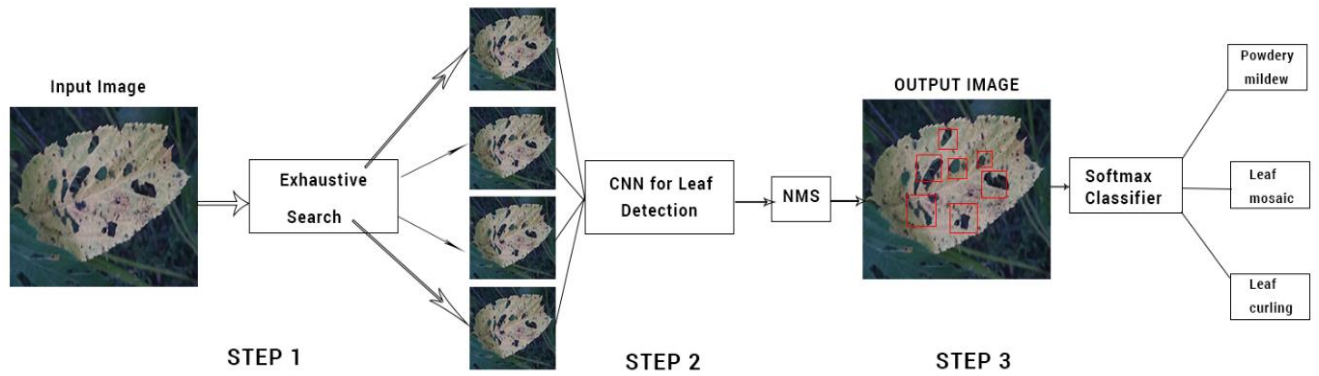 Input Image
Exhaustive
Search
CNN for Leaf
Detection
NMS
OUTPUT IMAGE
Softmax
Classifier
Powdery
mildew
Leaf
mosaic
Leaf
curling
STEP 1
STEP 2
STEP 3